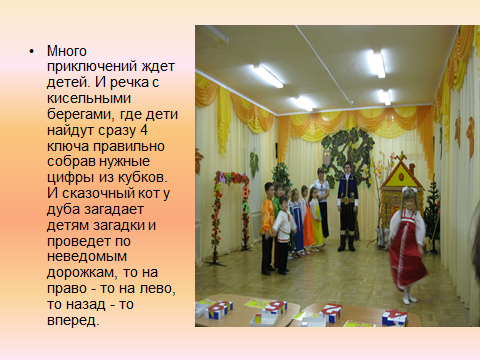 • Много
приключений ждет
детей. И речка с
кисельными
берегами, где дети
найдут сразу 4
ключа правильно
собрав нужные
цифры из кубков.
И сказочный кот у
дуба загадает
детям загадки и
проведет по
неведомым
дорожкам, то на
право - то на лево,
то назад - то
вперед.